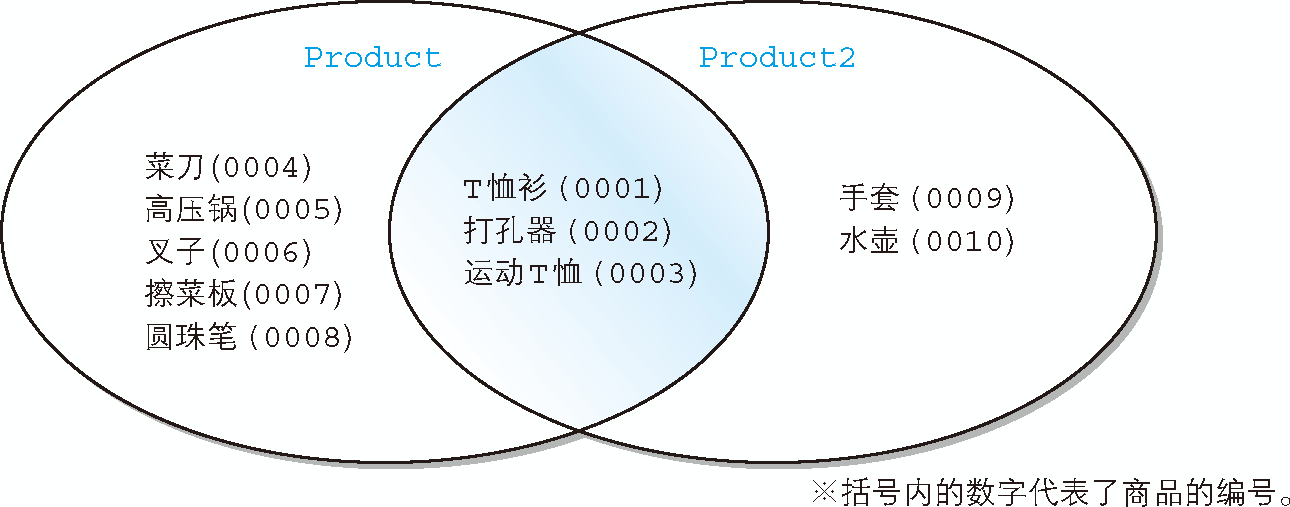 Product
Product2
菜刀(0004)
高压锅(0005)
叉子(0006)
擦菜板(0007)
圆珠笔(0008)
T恤衫(0001)
打孔器(0002)
运动T恤(0003)
手套(0009)
水壶(0010)
※括号内的数字代表了商品的编号。